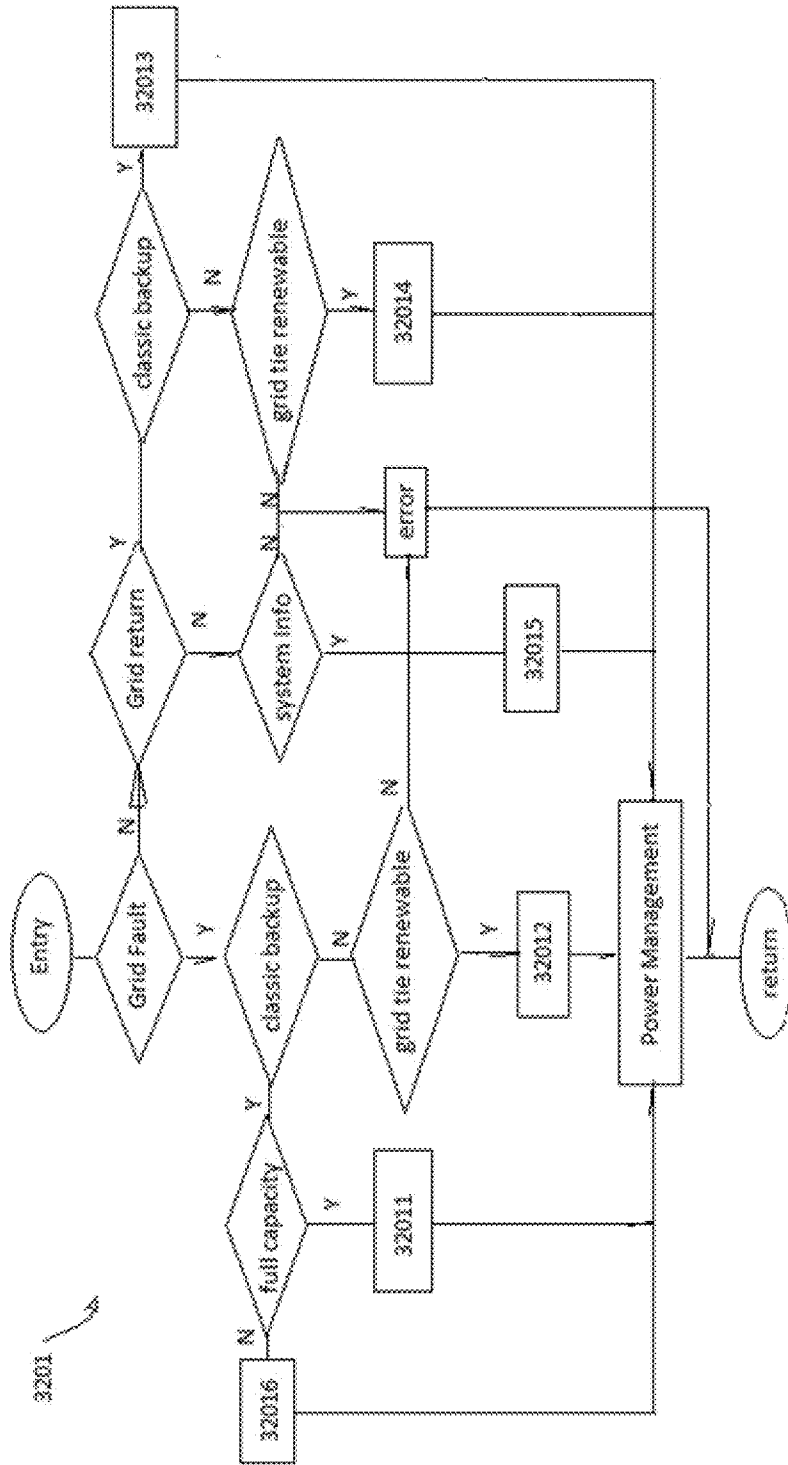 3201
Entry
Grid Fault
N
Y
Grid return
Y
N
classic backup
Y
N
32013
classic backup
Y
N
full capacity
N
Y
32016
32011
system info
N
Y
grid tie renewable
N
Y
32014
grid tie renewable
N
Y
error
32012
32015
Power Management
return